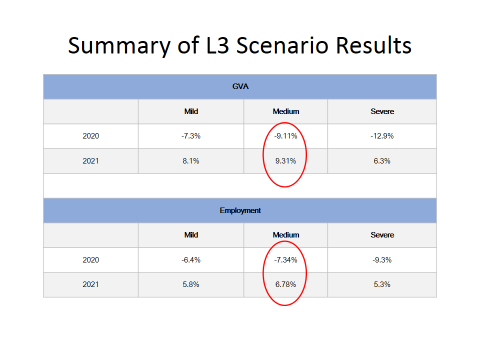 Summary of L3 Scenario Results
GVA
Mild Medium Severe
2020 -7.3% -9.11% -12.9%
2021 8.1% 9.31% 6.3%
Employment
Mild Medium Severe
2020 -6.4% -7.34% -9.3%
2021 5.8% 6.78% 5.3%